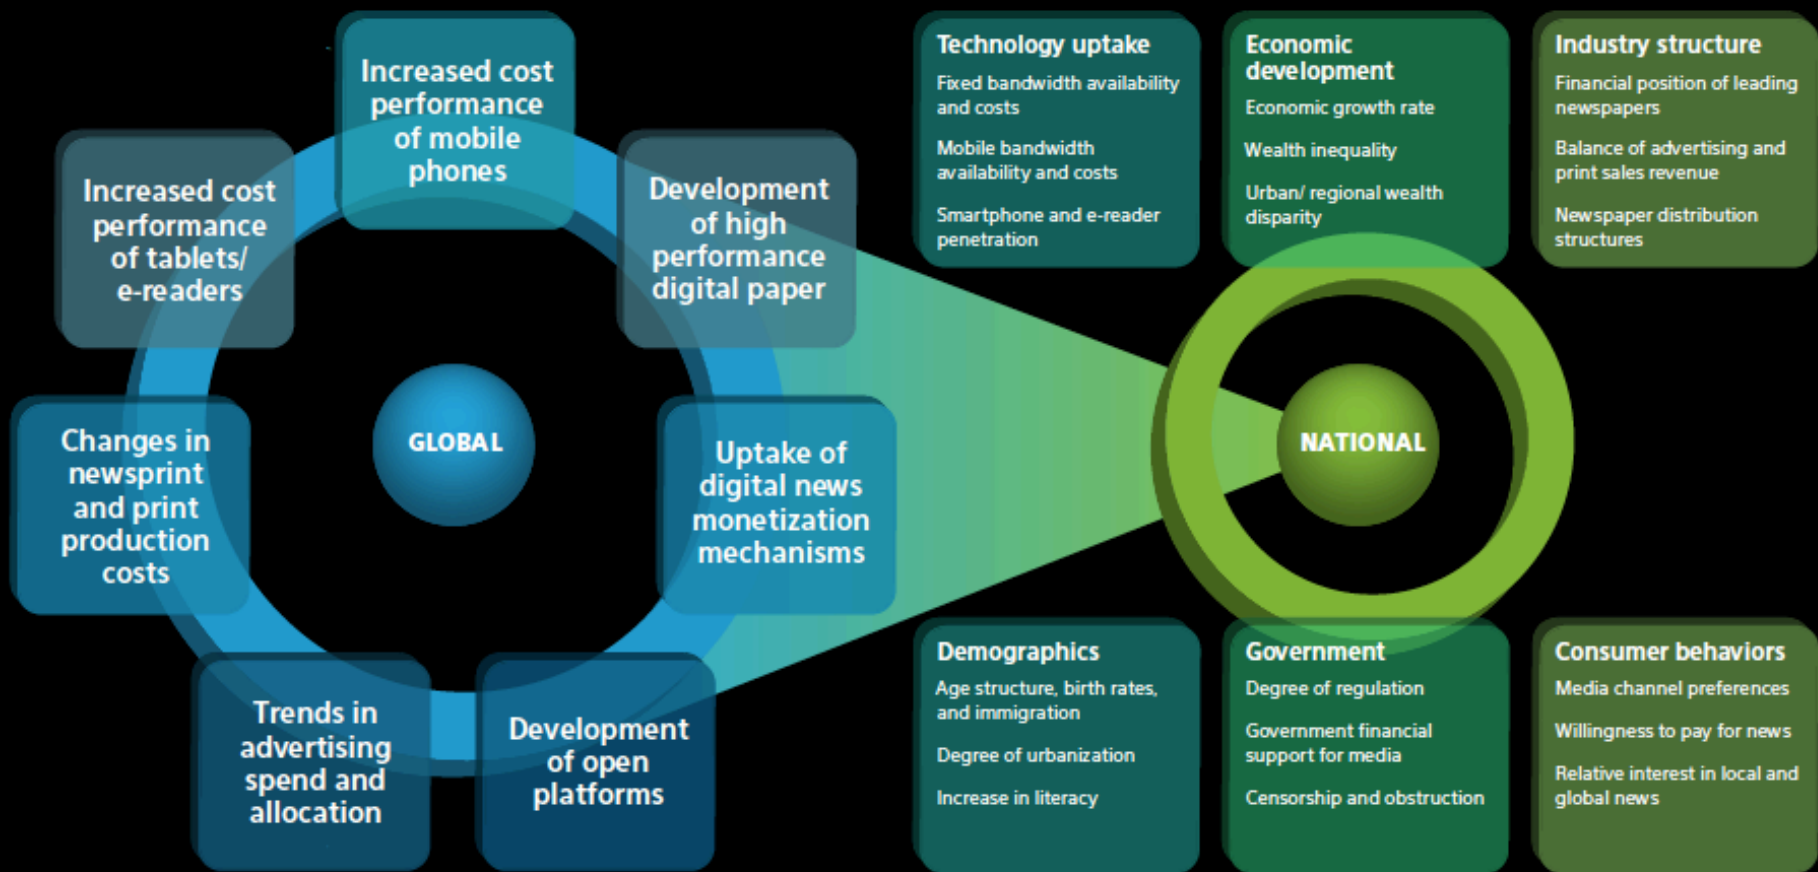 Increased cost
performance
of mobile
phones
Increased cost
performance
of tablets/
e-readers
Development
of high
performance
digital paper
Changes in
newsprint
and print
production
costs
GLOBAL
Uptake of
digital news
monetization
mechanisms
Trends in
advertising
spend and
allocation
Development
of open
platforms
Technology uptake
Fixed bandwidth availability
and costs
Mobile bandwidth
availability and costs
Smartphone and e-reader
penetration
Economic
development
Economic growth rate
Wealth inequality
Urban/ regional wealth
disparity
Industry structure
Financial position of leading
newspapers
Balance of advertising and
print sales revenue
Newspaper distribution
structures
NATIONAL
Demographics
Age structure, birth rates,
and immigration
Degree of urbanization
Increase in literacy
Government
Degree of regulation
Government financial
support for media
Censorship and obstruction
Consumer behaviors
Media channel preferences
Willingness to pay for news
Relative interest in local and
global news